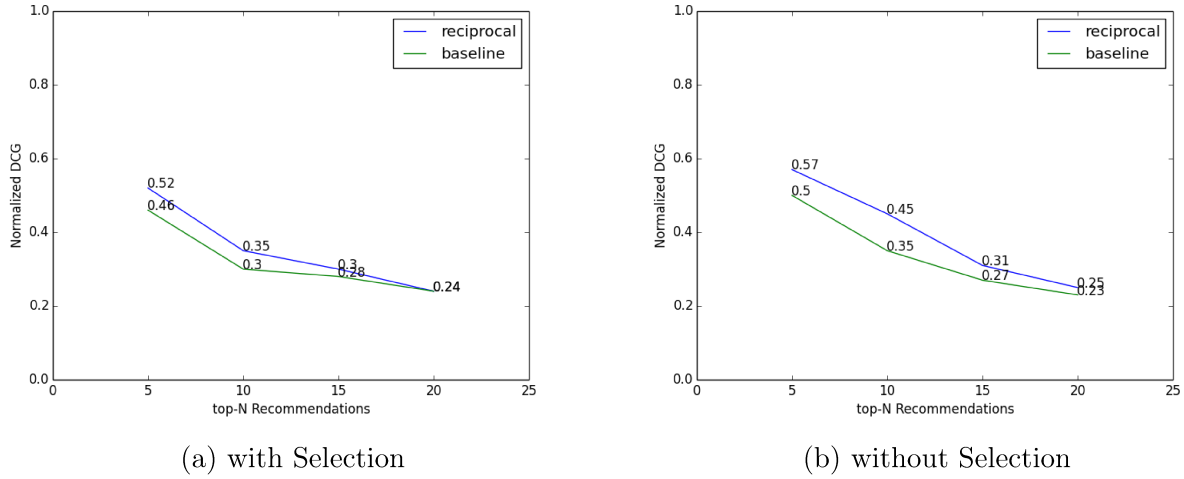 1.0
0.8
0.6
0.4
0.2
0.0
Normalized DCG
reciprocal
baseline
0.52
0.46
0.35
0.3
0.3
0.28
0.24
0.24
0 5 10 15 20 25
top-N Recommendations
(a) with Selection
1.0
0.8
0.6
0.4
0.2
0.0
Normalized DCG
reciprocal
baseline
0.57
0.5
0.45
0.35
0.31
0.27
0.25
0.23
0 5 10 15 20 25
top-N Recommendations
(b) without Selection